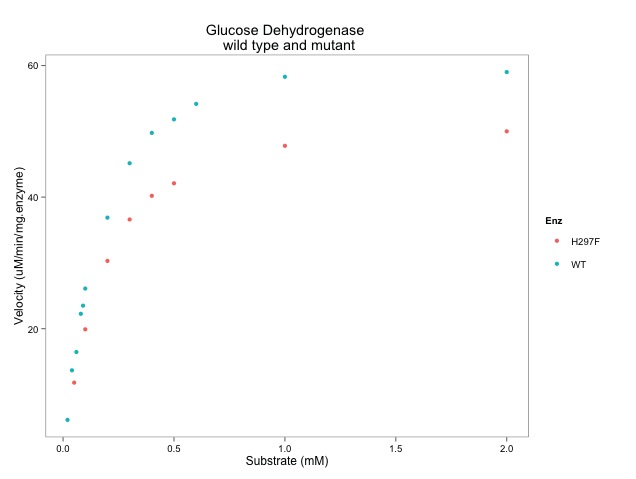 Glucose Dehydrogenase
wild type and mutant
Velocity (uM/min/mg.enzyme)
60
40
20
0.0
0.5
1.0
1.5
2.0
Substrate (mM)
Enz
H297F
WT